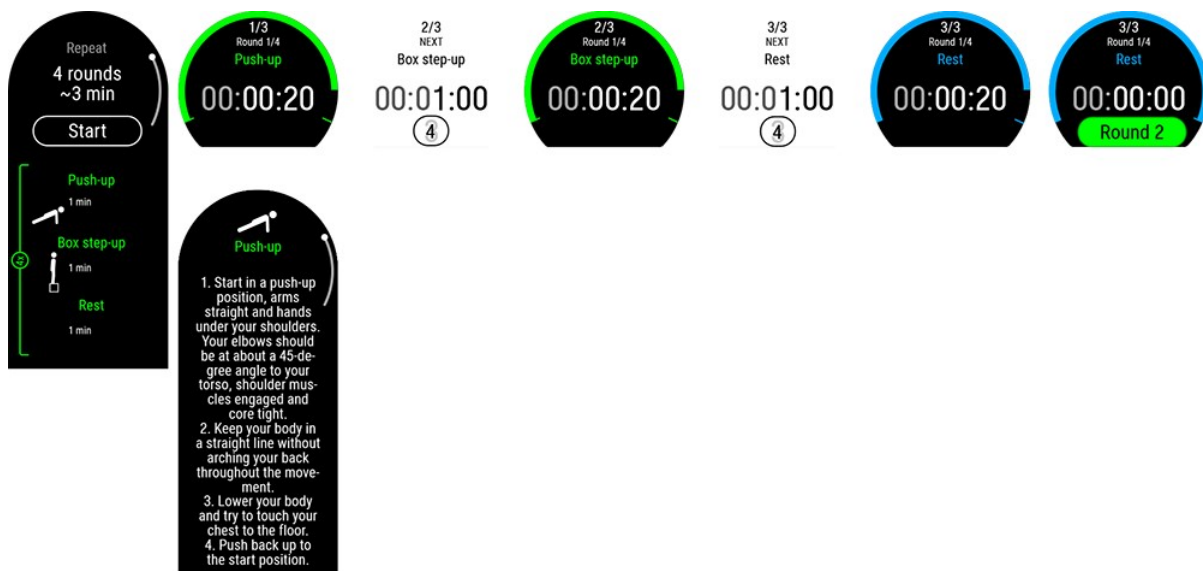 Repeat
4 rounds
~3 min
Start
Push-up
1 min
4x
Box step-up
1 min
Rest
1 min
1/3
Round 1/4
Push-up
00:00:20
2/3
NEXT
Box step-up
00:01:00
4
2/3
Round 1/4
Box step-up
00:00:20
3/3
NEXT
Rest
00:01:00
4
3/3
Round 1/4
Rest
00:00:20
3/3
Round 1/4
Rest
00:00:00
Round 2
Push-up
1. Start in a push-up
position, arms
straight and hands
under your shoulders.
Your elbows should
be at about a 45-de-
gree angle to your
torso, shoulder mus-
cles engaged and
core tight.
2. Keep your body in
a straight line without
arching your back
throughout the move-
ment.
3. Lower your body
and try to touch your
chest to the floor.
4. Push back up to
the start position.